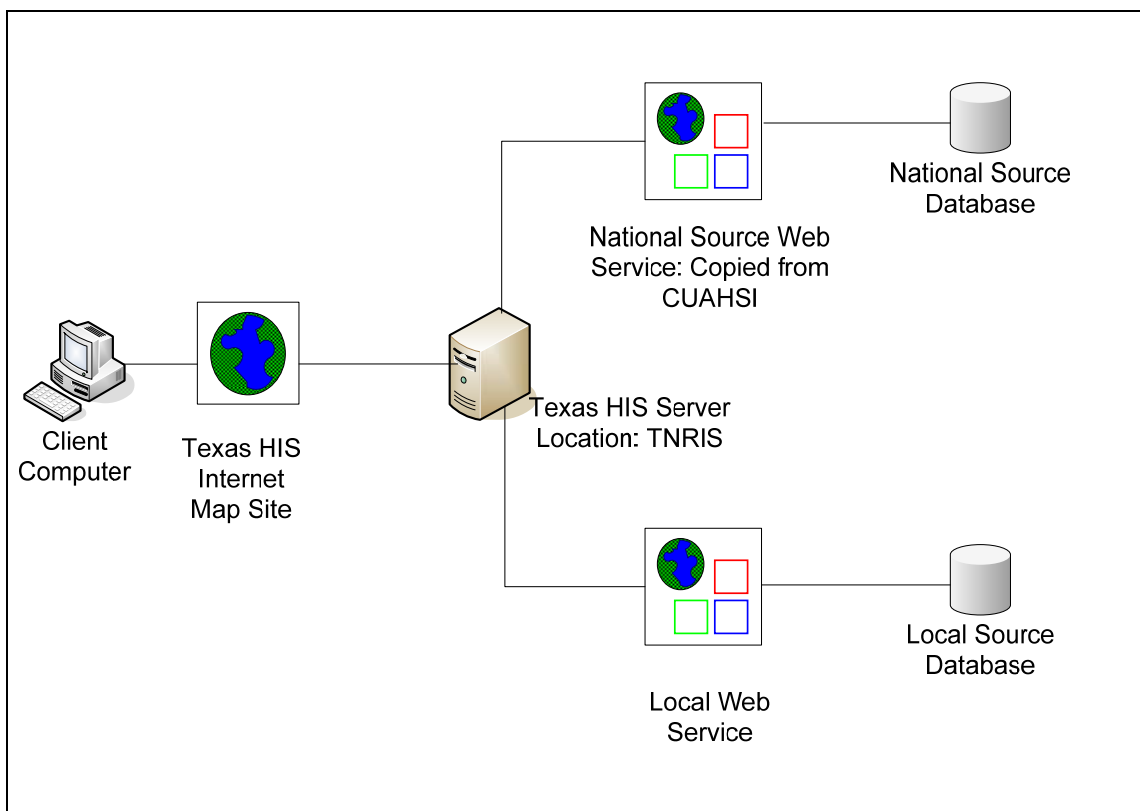 National Source
Database
National Source Web
Service: Copied from
CUAHSI
Client
Computer
Texas HIS
Internet
Map Site
Texas HIS Server
Location: TNRIS
Local Web
Service
Local Source
Database